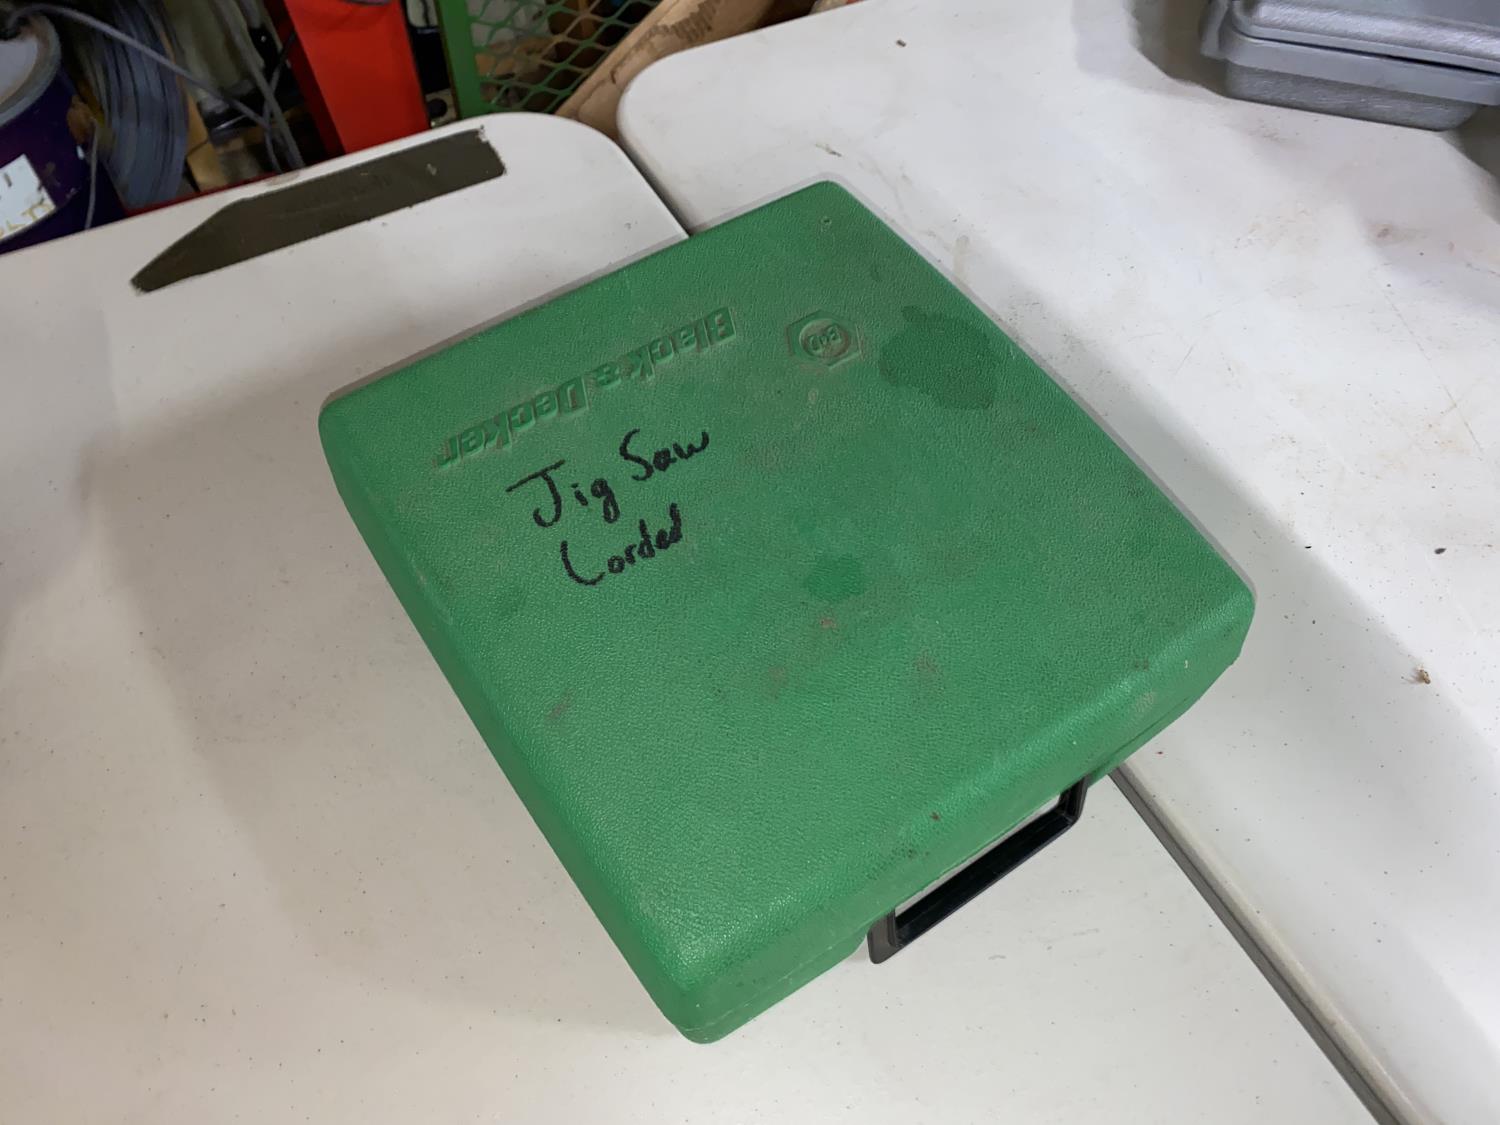 Black & Decker
B&D
Jig Saw
Corded